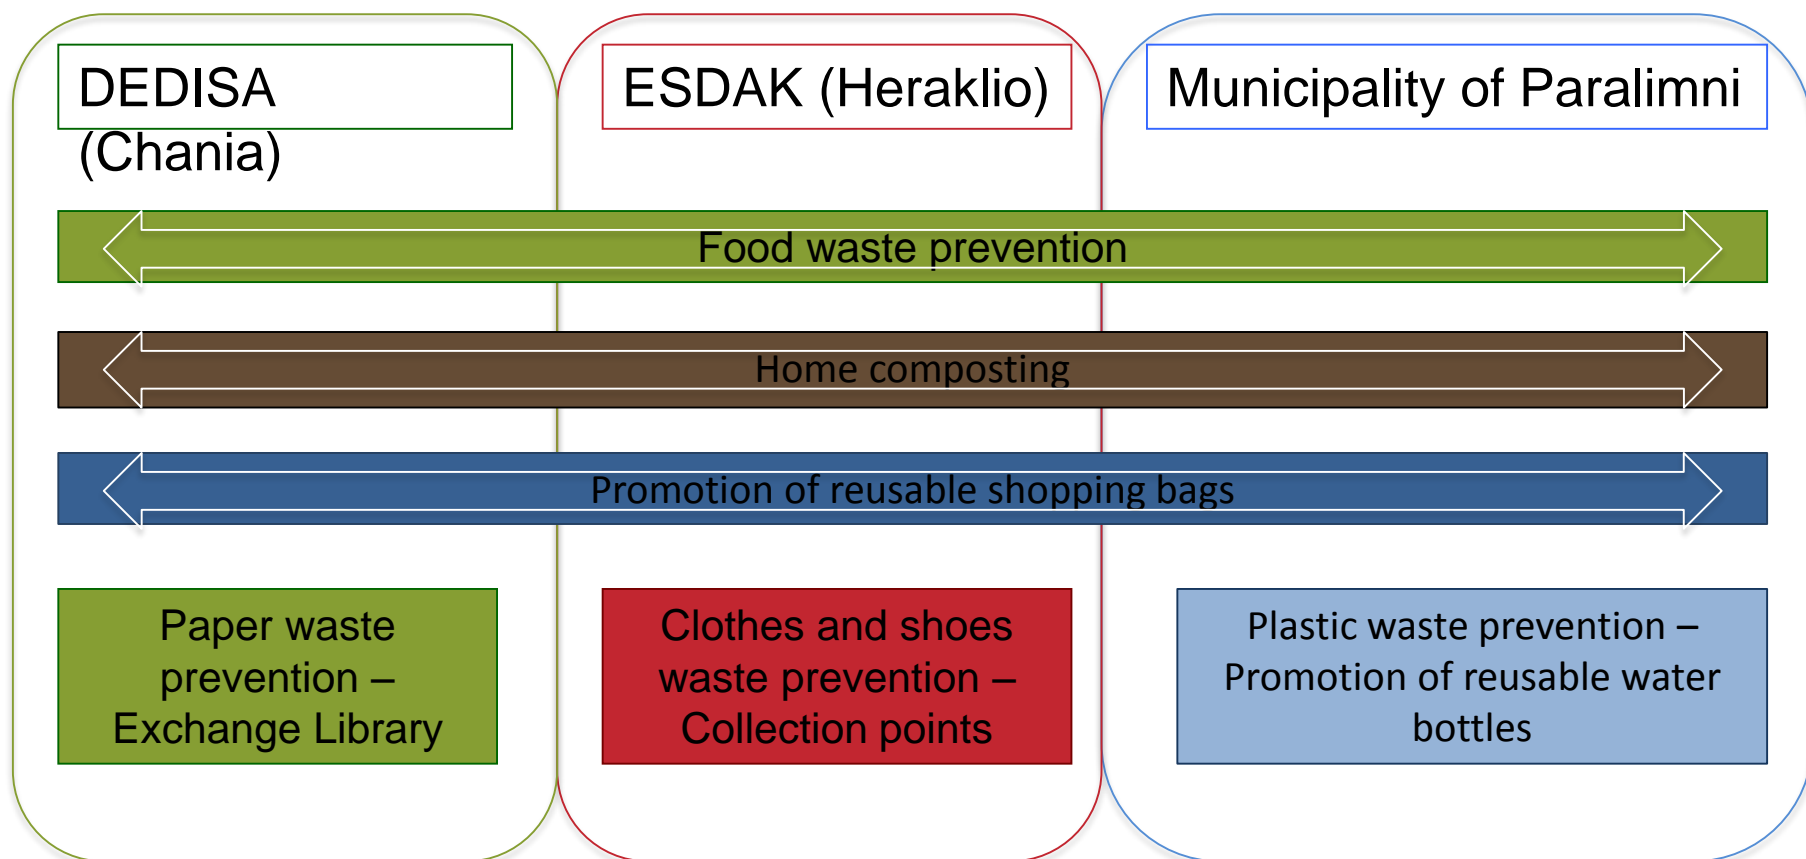 DEDISA
(Chania)
ESDAK (Heraklio)
Municipality of Paralimni
Food waste prevention
Home composting
Promotion of reusable shopping bags
Paper waste
prevention –
Exchange Library
Clothes and shoes
waste prevention –
Collection points
Plastic waste prevention –
Promotion of reusable water
bottles